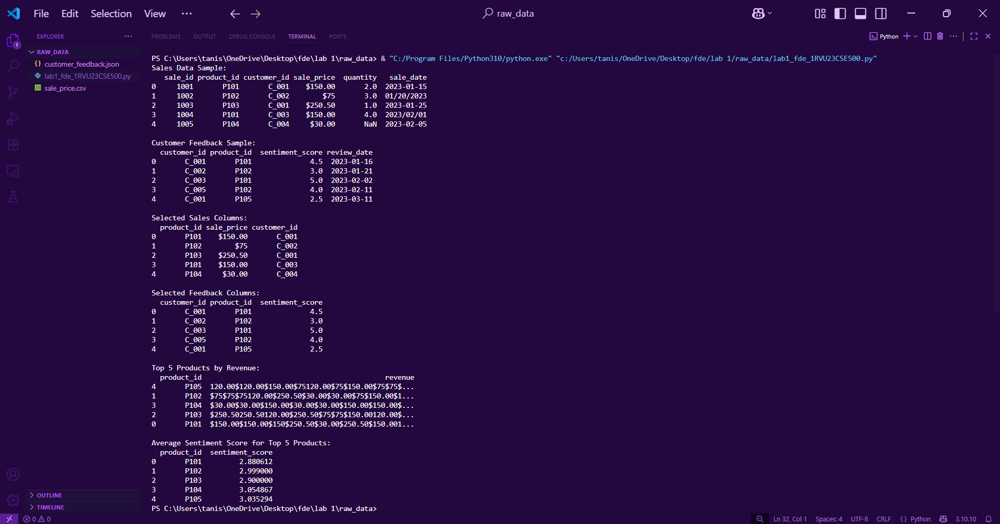 File Edit Selection View ··· raw_data
EXPLORER ···
PROBLEMS OUTPUT DEBUG CONSOLE TERMINAL PORTS
Python
1
RAW_DATA
customer_feedback.json
lab1_fde_1RVU23CSE500.py
sale_price.csv
PS C:\Users\tanis\OneDrive\Desktop\fde\lab 1\raw_data> & "C:/Program Files/Python310/python.exe" "c:/Users/tanis/OneDrive/Desktop/fde/lab 1/raw_data/lab1_fde_1RVU23CSE500.py"
Sales Data Sample:
sale_id product_id customer_id sale_price quantity sale_date
0 1001 P101 C_001 $150.00 2.0 2023-01-15
1 1002 P102 C_002 $75 3.0 01/20/2023
2 1003 P103 C_001 $250.50 1.0 2023-01-25
3 1004 P101 C_003 $150.00 4.0 2023/02/01
4 1005 P104 C_004 $30.00 NaN 2023-02-05
Customer Feedback Sample:
customer_id product_id sentiment_score review_date
0 C_001 P101 4.5 2023-01-16
1 C_002 P102 3.0 2023-01-21
2 C_003 P101 5.0 2023-02-02
3 C_005 P102 4.0 2023-02-11
4 C_001 P105 2.5 2023-03-11
Selected Sales Columns:
product_id sale_price customer_id
0 P101 $150.00 C_001
1 P102 $75 C_002
2 P103 $250.50 C_001
3 P101 $150.00 C_003
4 P104 $30.00 C_004
Selected Feedback Columns:
customer_id product_id sentiment_score
0 C_001 P101 4.5
1 C_002 P102 3.0
2 C_003 P101 5.0
3 C_005 P102 4.0
4 C_001 P105 2.5
Top 5 Products by Revenue:
product_id revenue
4 P105 120.00$120.00$150.00$75120.00$75$150.00$75$75$...
1 P102 $75$75$75120.00$250.50$30.00$30.00$75$150.00$1...
3 P104 $30.00$30.00$150.00$30.00$30.00$150.00$150.00$...
2 P103 $250.50250.50120.00$250.50$75$75$150.00120.00$...
0 P101 $150.00$150.00$150$250.50$30.00$250.50$150.001...
Average Sentiment Score for Top 5 Products:
product_id sentiment_score
0 P101 2.880612
1 P102 2.999000
2 P103 2.900000
3 P104 3.054867
4 P105 3.035294
PS C:\Users\tanis\OneDrive\Desktop\fde\lab 1\raw_data>
OUTLINE
TIMELINE
0 0
Ln 32, Col 1 Spaces: 4 UTF-8 CRLF {} Python 3.10.10